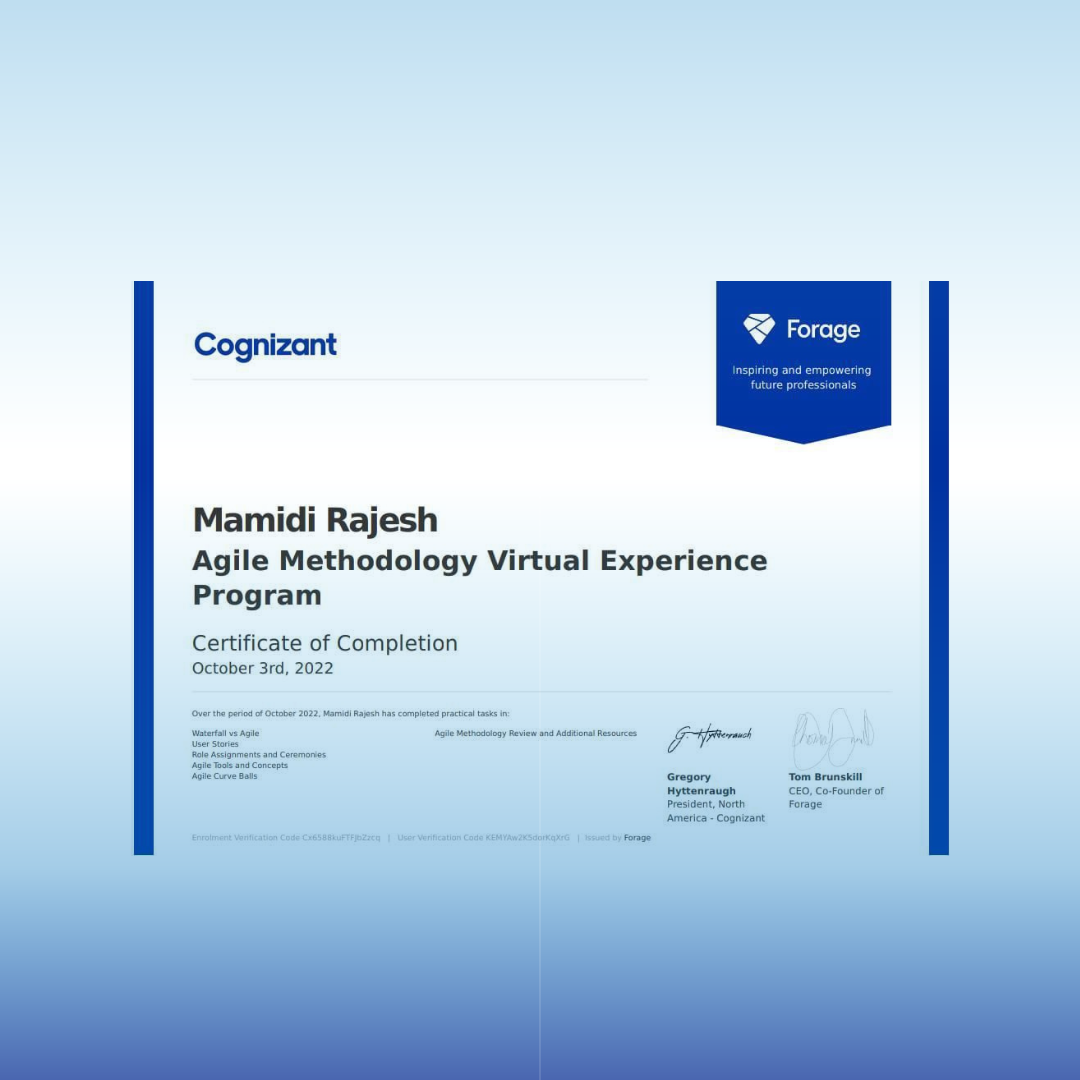 Cognizant
Forage
Inspiring and empowering
future professionals
Mamidi Rajesh
Agile Methodology Virtual Experience
Program
Certificate of Completion
October 3rd, 2022
Over the period of October 2022, Mamidi Rajesh has completed practical tasks in:
Waterfall vs Agile
User Stories
Role Assignments and Ceremonies
Agile Tools and Concepts
Agile Curve Balls
Agile Methodology Review and Additional Resources
G. Hyttenrauch
Gregory
Hyttenraugh
President, North
America - Cognizant
Tom Brunskill
CEO, Co-Founder of
Forage
Enrolment Verification Code | User Verification Code | Issued by Forage